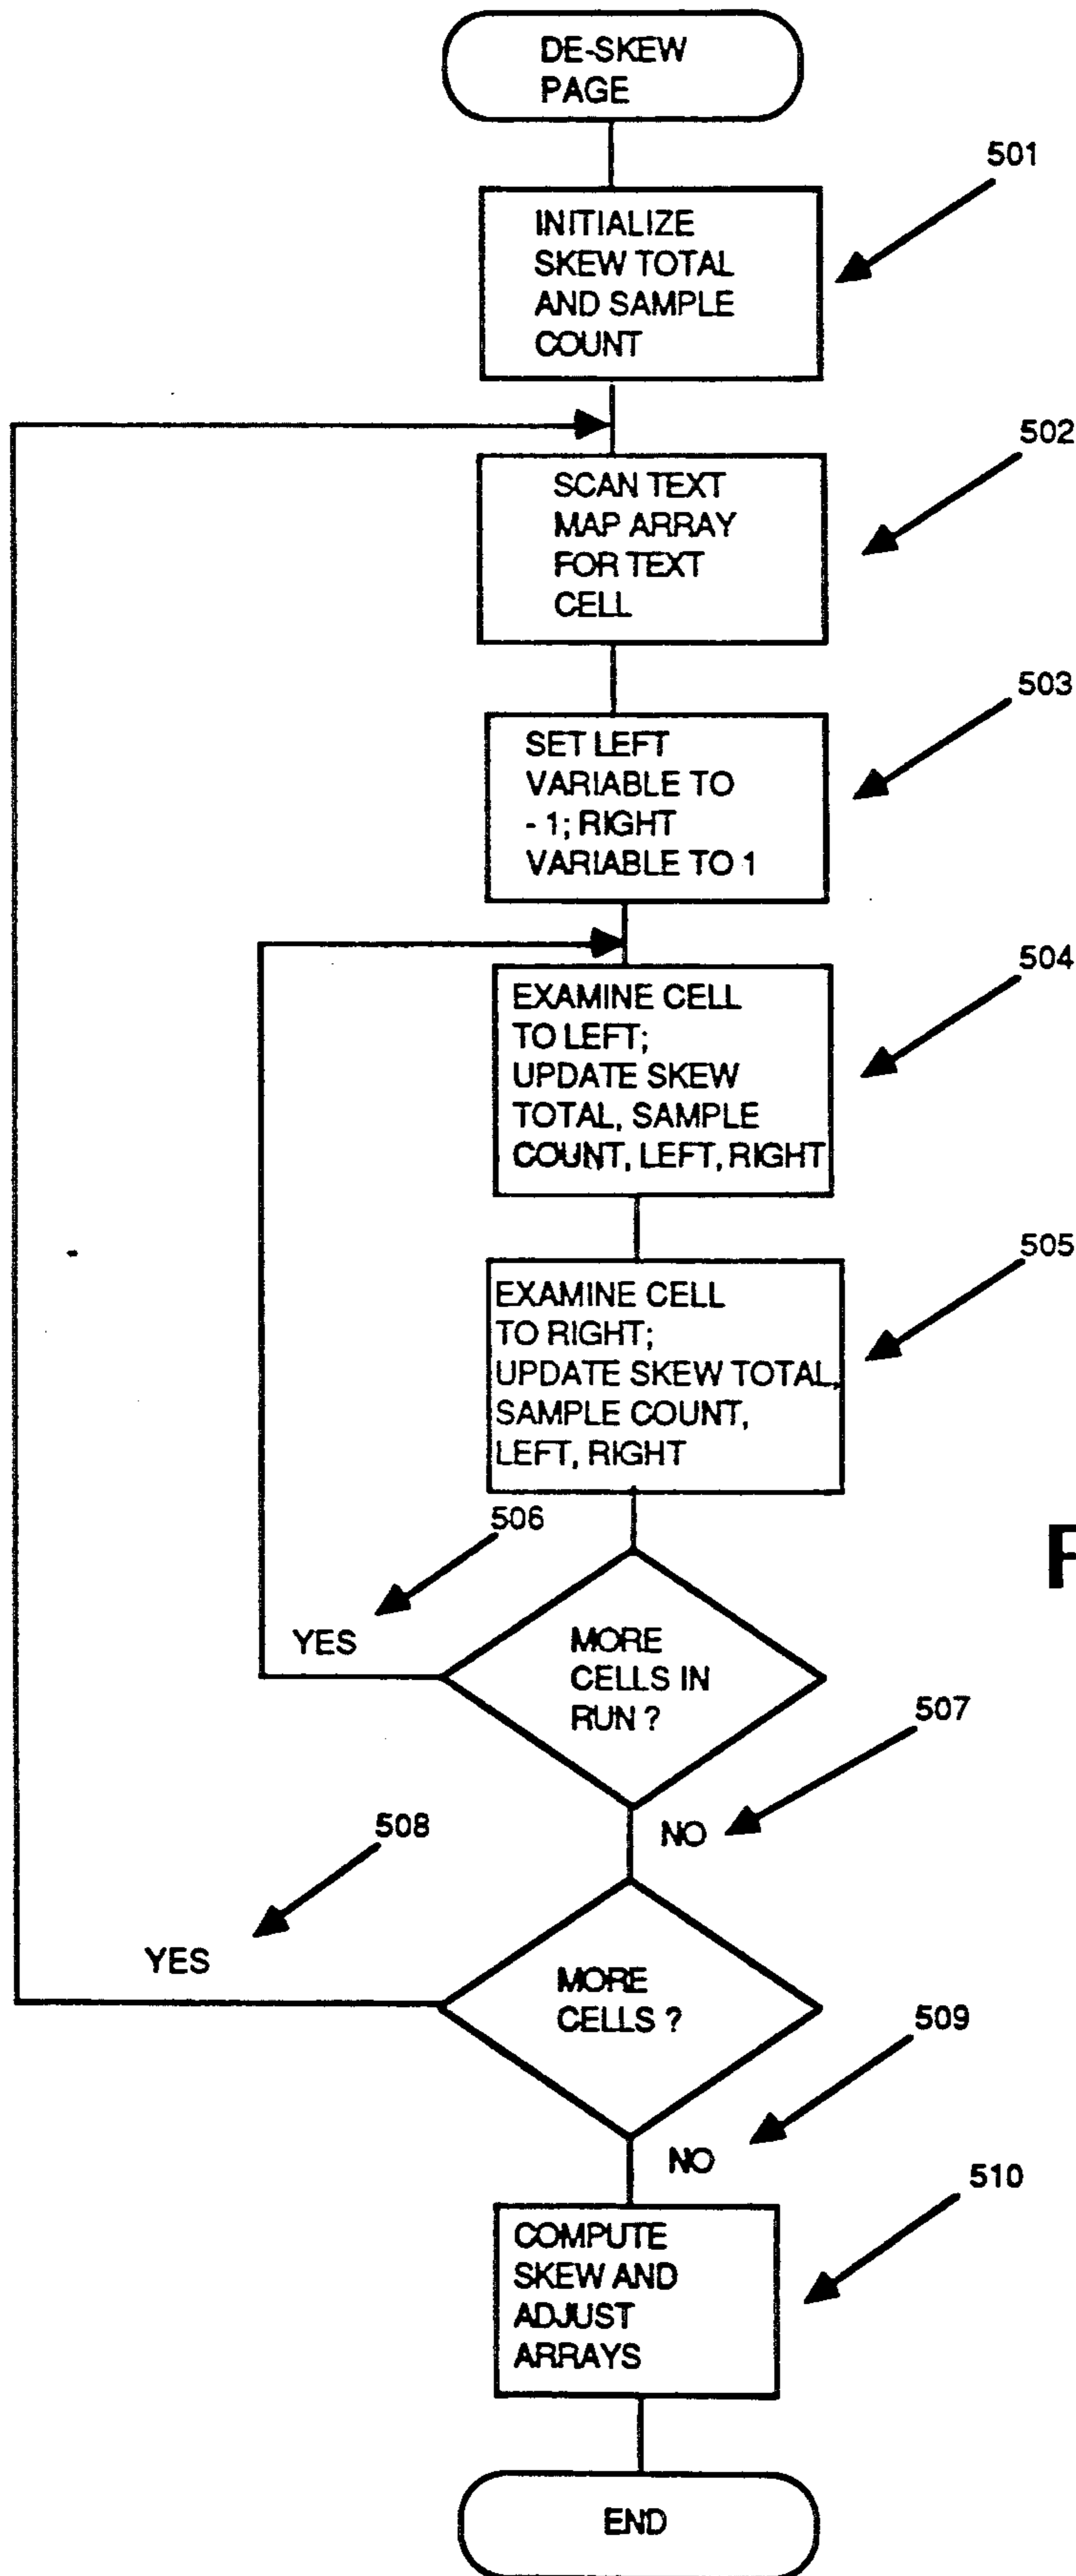 DE-SKEW
PAGE
501
INITIALIZE
SKEW TOTAL
AND SAMPLE
COUNT
502
SCAN TEXT
MAP ARRAY
FOR TEXT
CELL
503
SET LEFT
VARIABLE TO
- 1; RIGHT
VARIABLE TO 1
504
EXAMINE CELL
TO LEFT;
UPDATE SKEW
TOTAL, SAMPLE
COUNT, LEFT, RIGHT
505
EXAMINE CELL
TO RIGHT;
UPDATE SKEW TOTAL,
SAMPLE COUNT,
LEFT, RIGHT
506
F
YES
MORE
CELLS IN
RUN ?
507
NO
508
YES
MORE
CELLS ?
509
NO
510
COMPUTE
SKEW AND
ADJUST
ARRAYS
END